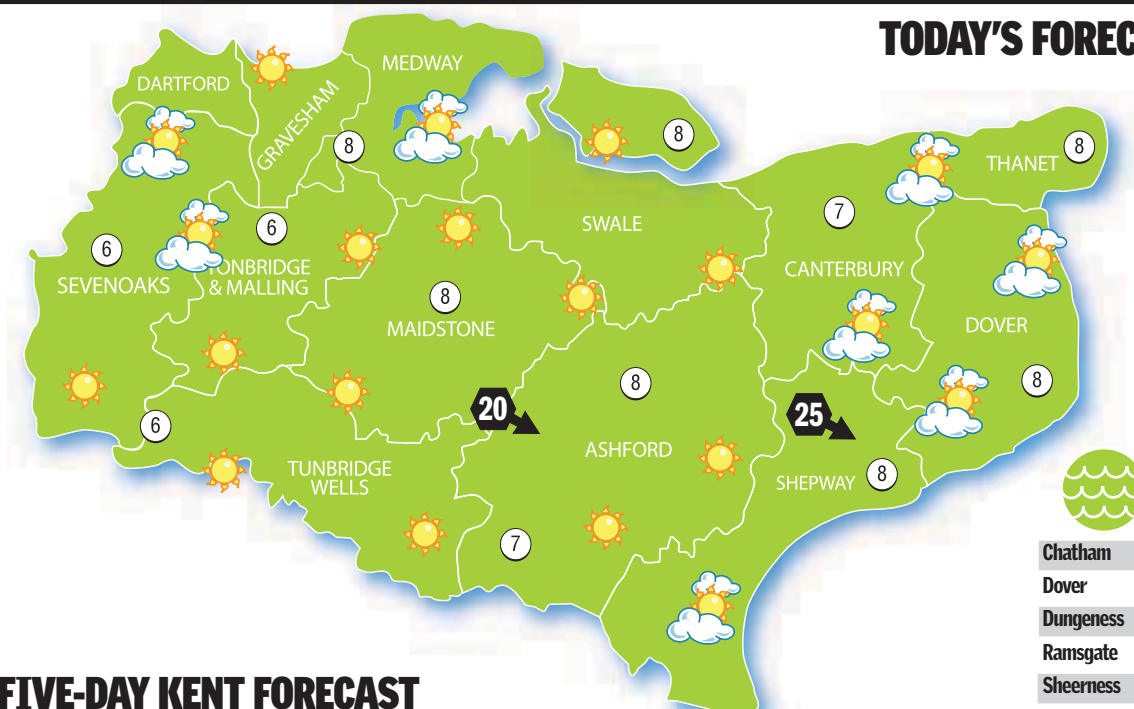 TODAY'S FOREC
DARTFORD
GRAVESHAM
MEDWAY
8
8
THANET
8
SWALE
7
6
6
SEVENOAKS
TONBRIDGE
& MALLING
CANTERBURY
8
MAIDSTONE
DOVER
8
8
20
25
6
ASHFORD
TUNBRIDGE
WELLS
SHEPWAY
8
7
Chatham
Dover
Dungeness
Ramsgate
Sheerness
FIVE-DAY KENT FORECAST